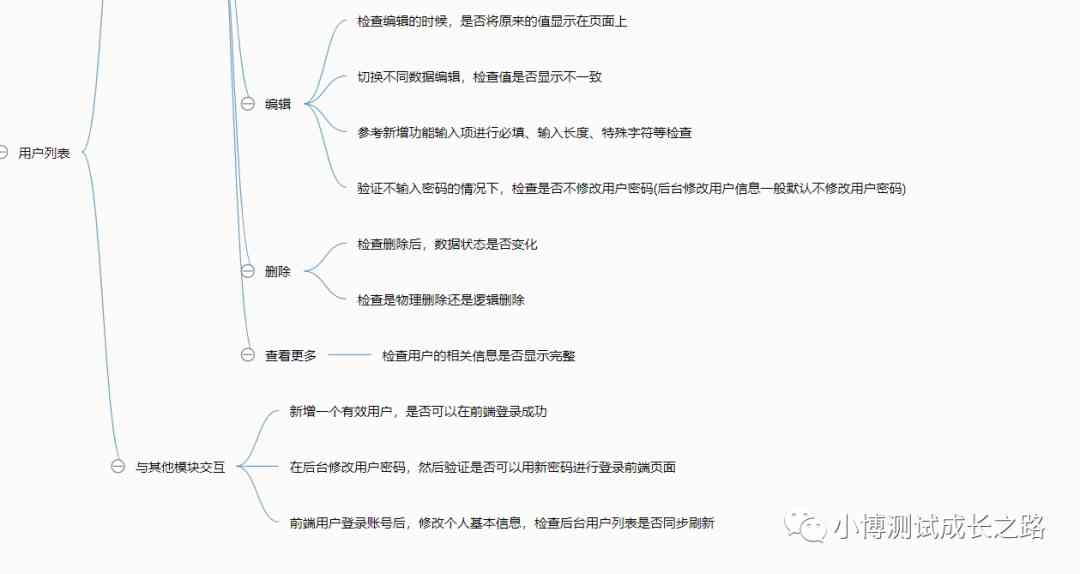 检查编辑的时候，是否将原来的值显示在页面上
切换不同数据编辑，检查值是否显示不一致
编辑
参考新增功能输入项进行必填、输入长度、特殊字符等检查
用户列表
验证不输入密码的情况下，检查是否不修改用户密码(后台修改用户信息一般默认不修改用户密码)
检查删除后，数据状态是否变化
删除
检查是物理删除还是逻辑删除
查看更多
检查用户的相关信息是否显示完整
新增一个有效用户，是否可以在前端登录成功
与其他模块交互
在后台修改用户密码，然后验证是否可以用新密码进行登录前端页面
前端用户登录账号后，修改个人基本信息，检查后台用户列表是否同步刷新
小博测试成长之路